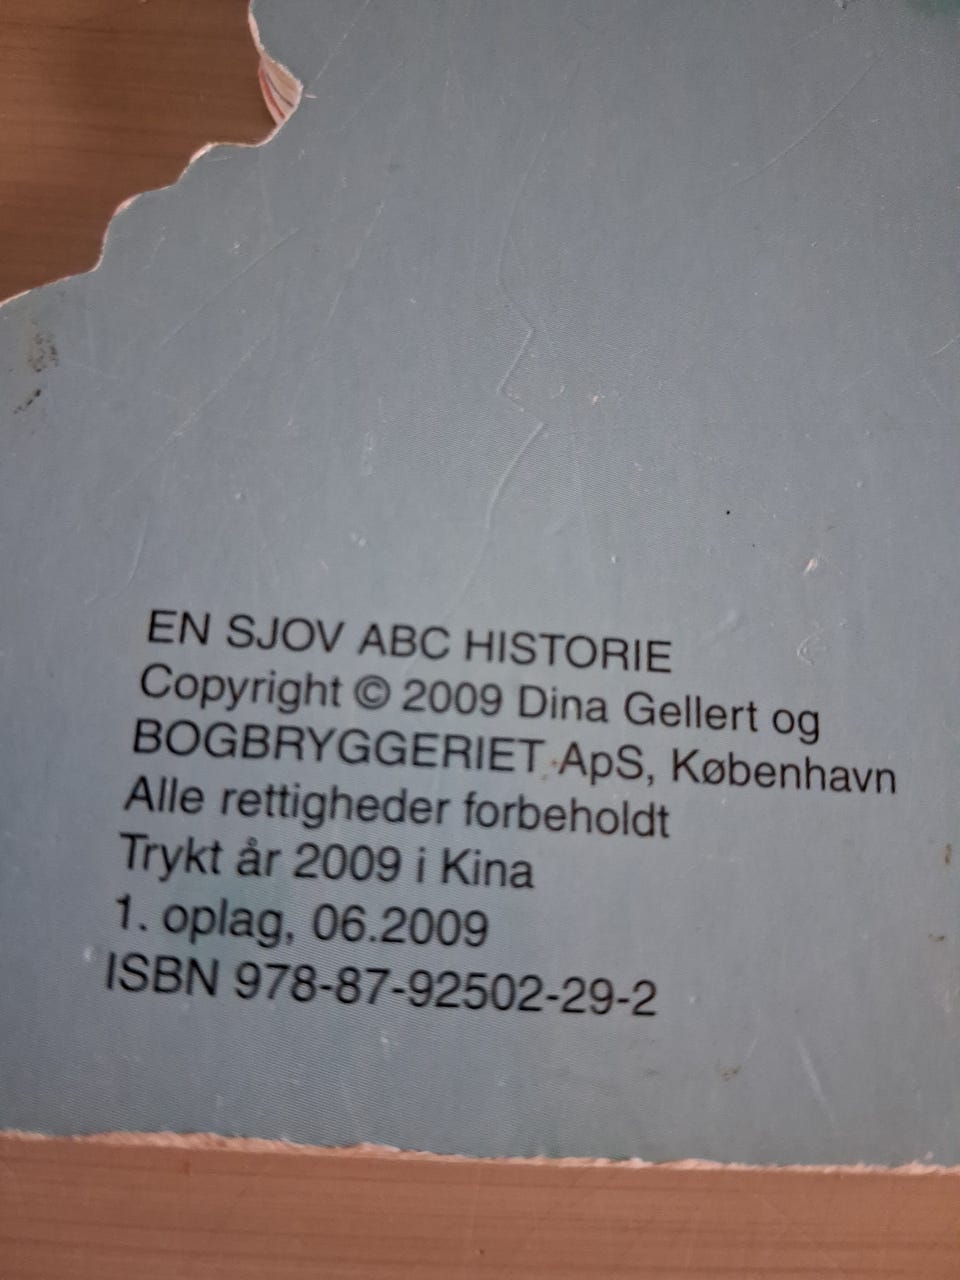 EN SJOV ABC HISTORIE
Copyright © 2009 Dina Gellert og
BOGBRYGGERIET ApS, København
Alle rettigheder forbeholdt
Trykt år 2009 i Kina
1. oplag, 06.2009
ISBN 978-87-92502-29-2